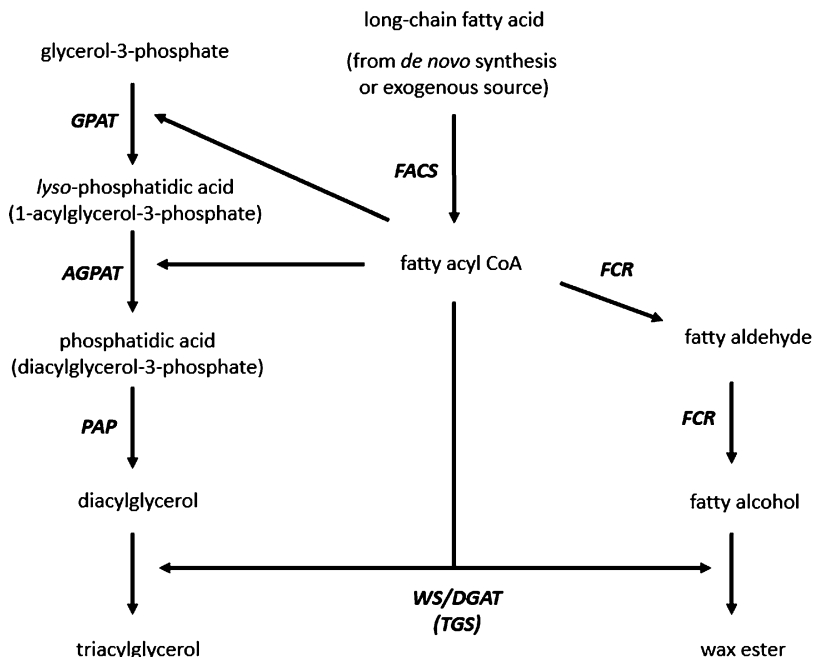 long-chain fatty acid
glycerol-3-phosphate
(from de novo synthesis
or exogenous source)
GPAT
FACS
lyso-phosphatidic acid
(1-acylglycerol-3-phosphate)
AGPAT
fatty acyl CoA
FCR
phosphatidic acid
(diacylglycerol-3-phosphate)
fatty aldehyde
PAP
FCR
diacylglycerol
fatty alcohol
WS/DGAT
(TGS)
triacylglycerol
wax ester